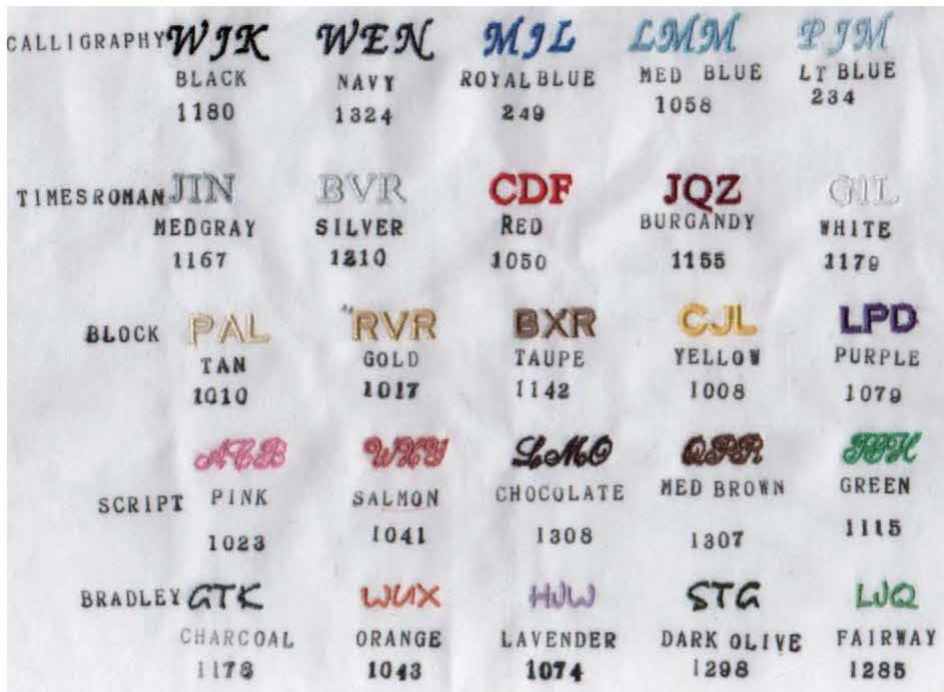 CALLIGRAPHY WJK WEN MJL LMM PJM
BLACK NAVY ROYAL BLUE MED BLUE LT BLUE
1180 1324 249 1058 234
TIMESROMAN JIN BVR CDF JQZ GIL
MEDGRAY SILVER RED BURGANDY WHITE
1167 1210 1050 1155 1179
BLOCK PAL RVR BXR CJL LPD
TAN GOLD TAUPE YELLOW PURPLE
1010 1017 1142 1008 1079
ACB WXY LMO QPR
SCRIPT PINK SALMON CHOCOLATE MED BROWN GREEN
1023 1041 1308 1307 1115
BRADLEY GTK WUX HJW STG LJQ
CHARCOAL ORANGE LAVENDER DARK OLIVE FAIRWAY
1178 1043 1074 1298 1285